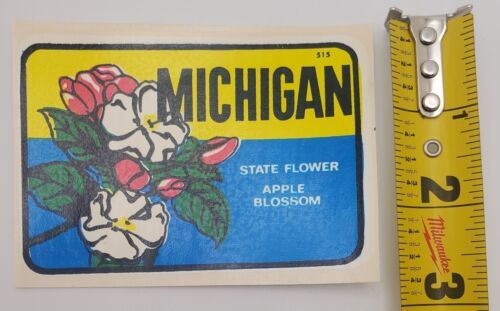 515
MICHIGAN
STATE FLOWER
APPLE
BLOSSOM
1
2
Milwaukee
3